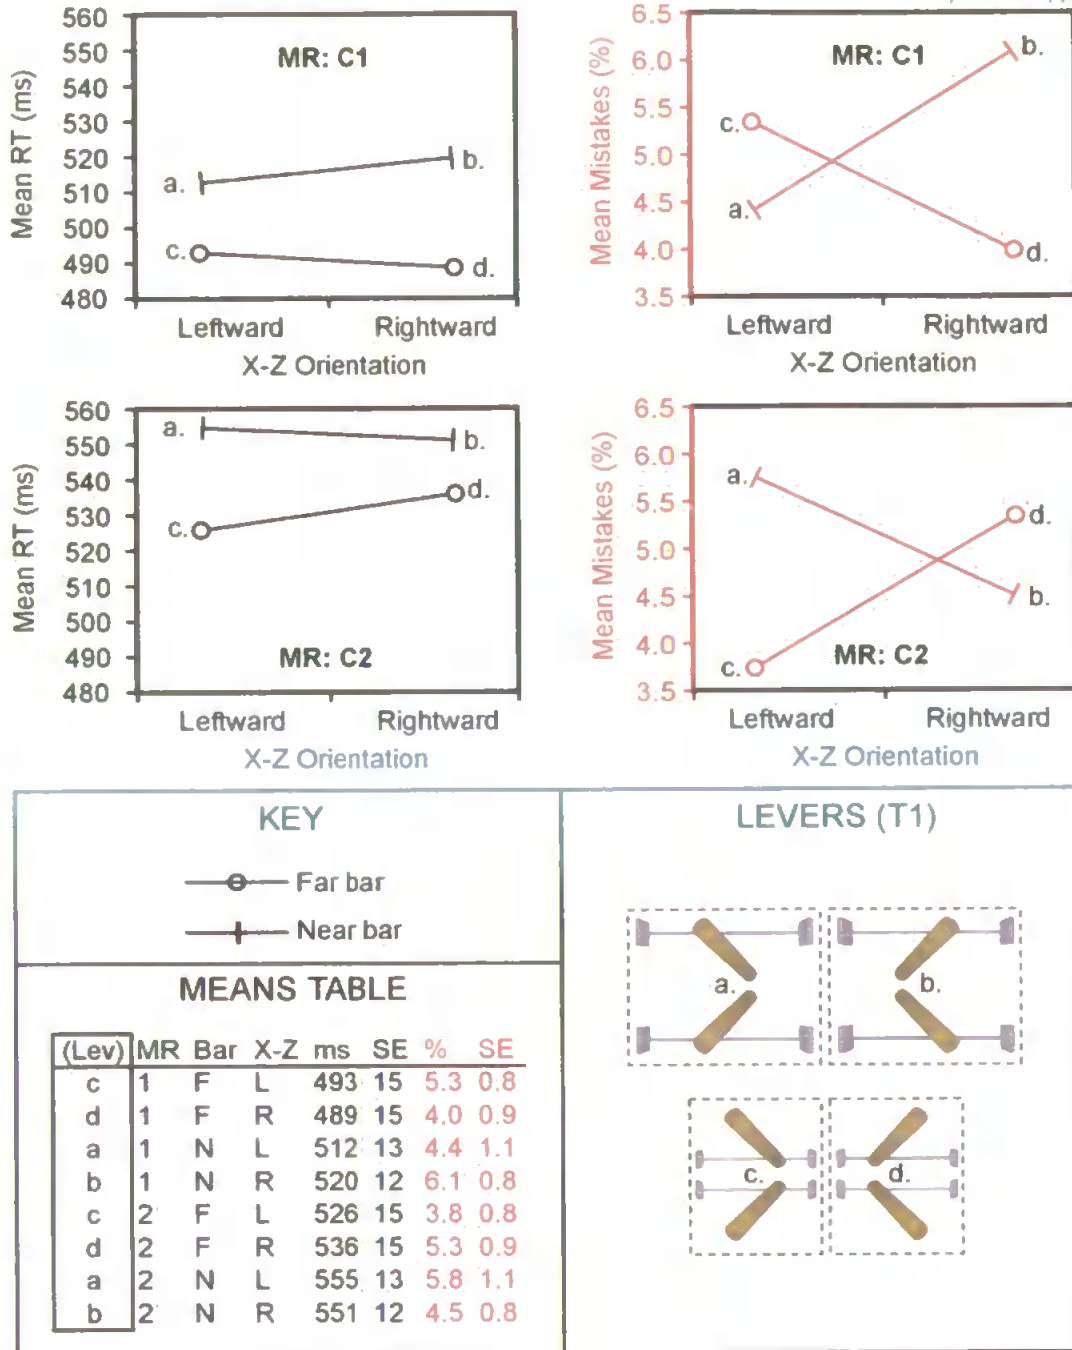 560
550
540
530
520
510
500
490
480
Mean RT (ms)
MR: C1
a.
b.
c.
d.
Leftward Rightward
X-Z Orientation
6.5
6.0
5.5
5.0
4.5
4.0
3.5
Mean Mistakes (%)
MR: C1
b.
c.
a.
d.
Leftward Rightward
X-Z Orientation
560
550
540
530
520
510
500
490
480
Mean RT (ms)
a.
b.
d.
c.
MR: C2
Leftward Rightward
X-Z Orientation
6.5
6.0
5.5
5.0
4.5
4.0
3.5
Mean Mistakes (%)
a.
d.
b.
c.
MR: C2
Leftward Rightward
X-Z Orientation
KEY
Far bar
Near bar
MEANS TABLE
(Lev) MR Bar X-Z ms SE % SE
c 1 F L 493 15 5.3 0.8
d 1 F R 489 15 4.0 0.9
a 1 N L 512 13 4.4 1.1
b 1 N R 520 12 6.1 0.8
c 2 F L 526 15 3.8 0.8
d 2 F R 536 15 5.3 0.9
a 2 N L 555 13 5.8 1.1
b 2 N R 551 12 4.5 0.8
LEVERS (T1)
a.
b.
c.
d.